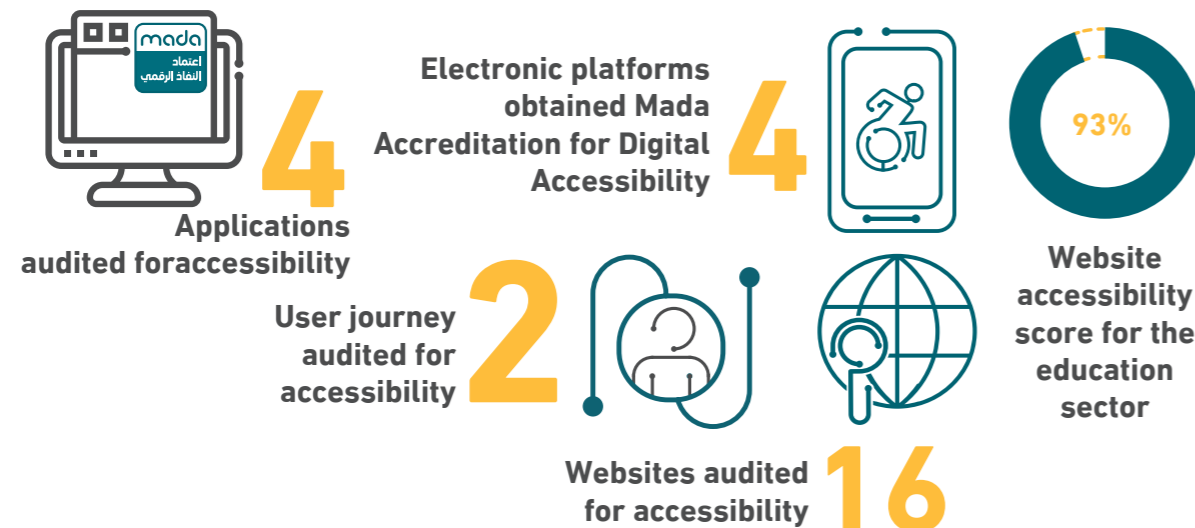 mada
اعتماد
النفاذ الرقمي
4
Applications
audited foraccessibility
Electronic platforms
obtained Mada
Accreditation for Digital
Accessibility
4
93%
Website
accessibility
score for the
education
sector
User journey
audited for
accessibility
2
Websites audited
for accessibility
16